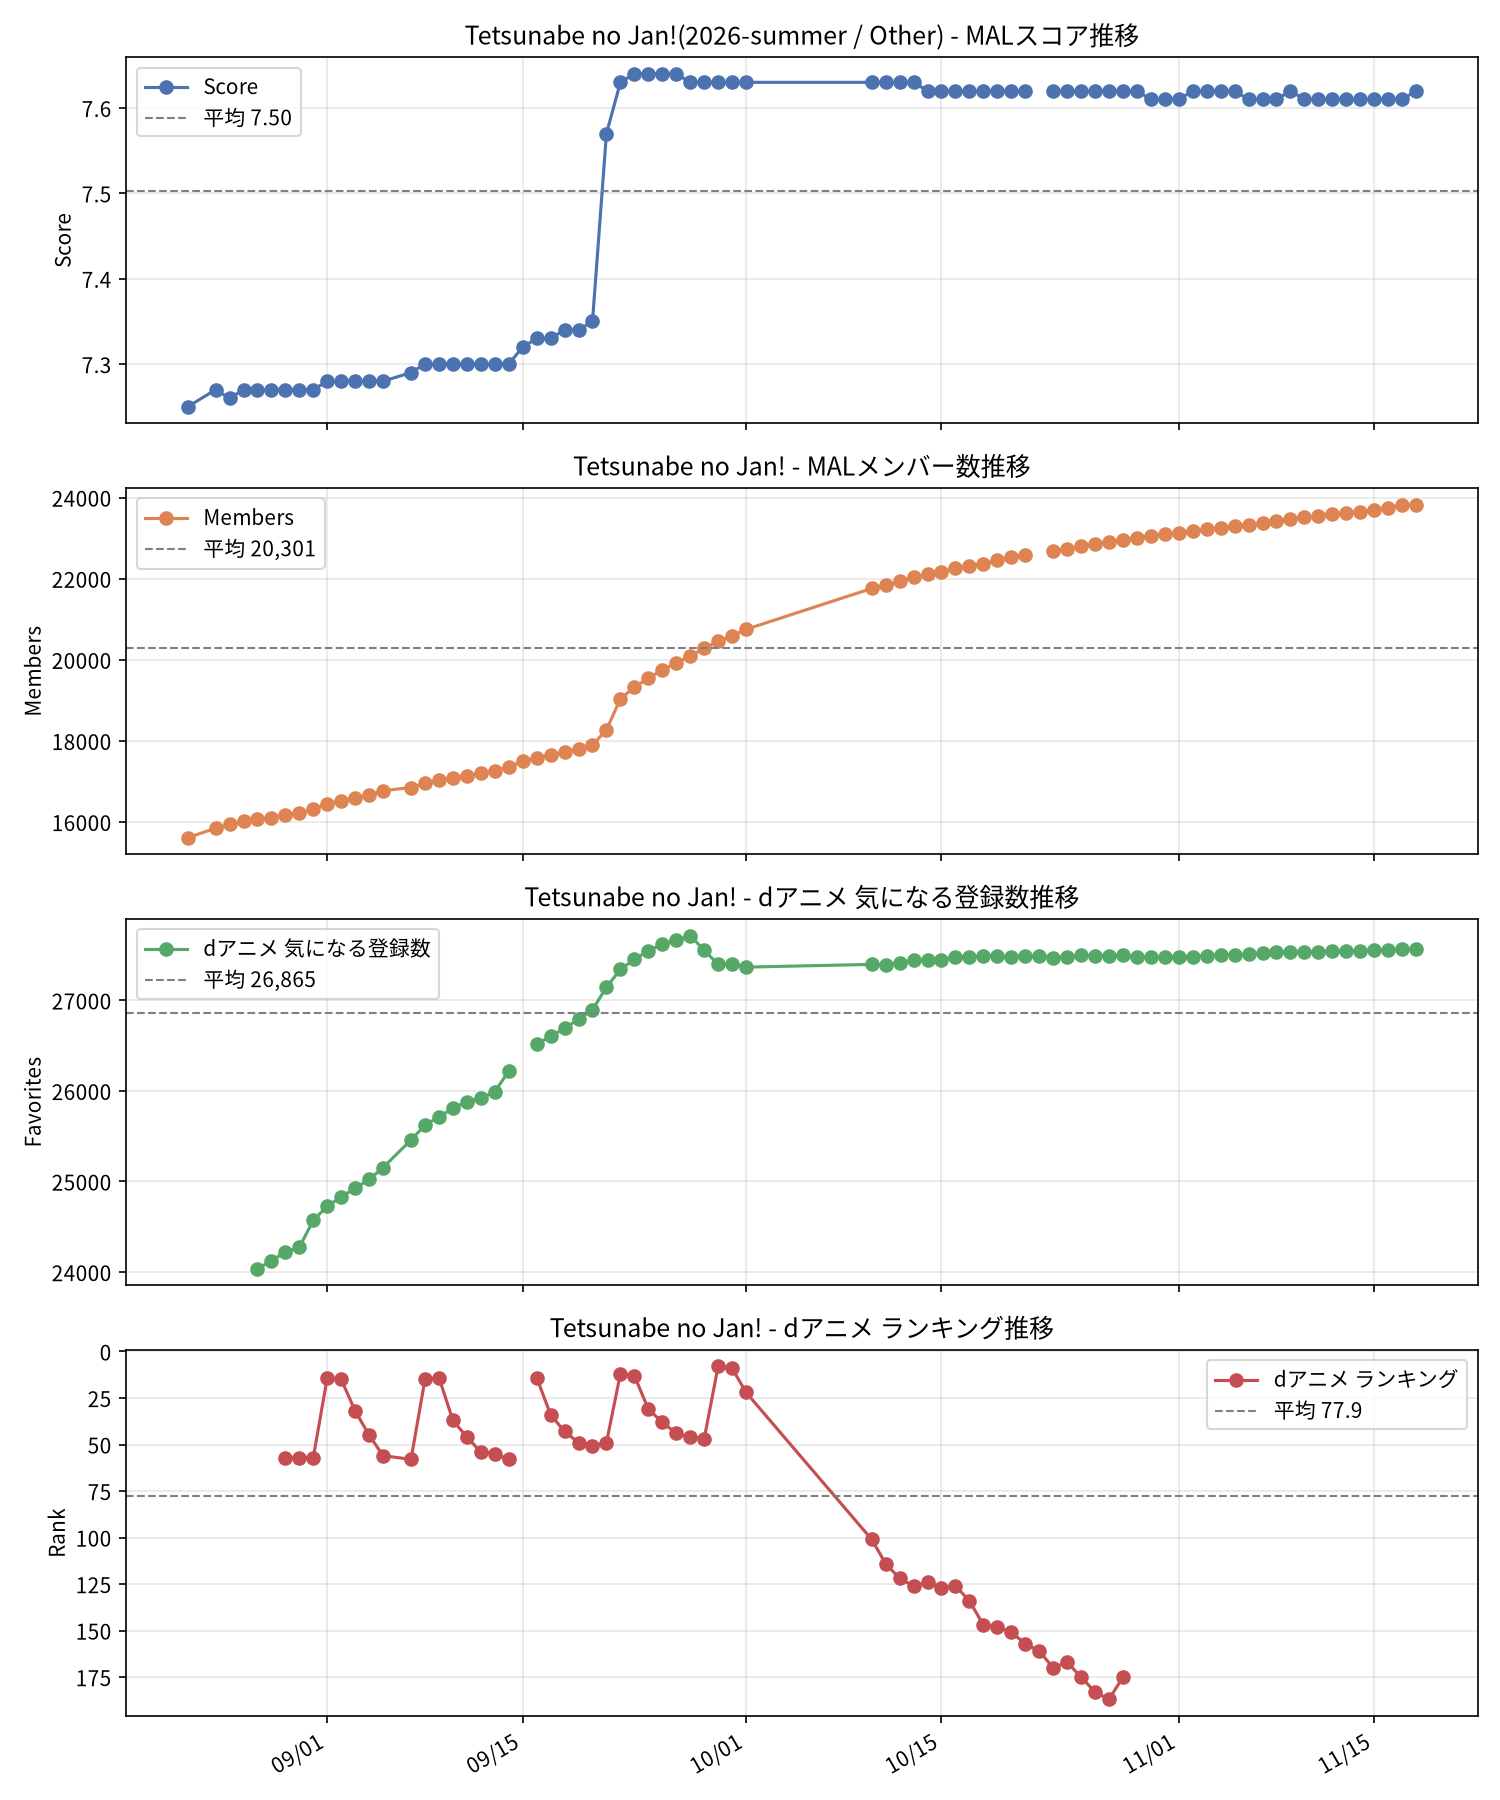 Tetsunabe no Jan!(2026-summer / Other) - MALスコア推移
Score
平均 7.50
7.6
7.5
7.4
7.3
Score
Tetsunabe no Jan! - MALメンバー数推移
Members
平均 20,301
24000
22000
20000
18000
16000
Members
Tetsunabe no Jan! - dアニメ 気になる登録数推移
dアニメ 気になる登録数
平均 26,865
27000
26000
25000
24000
Favorites
Tetsunabe no Jan! - dアニメ ランキング推移
dアニメ ランキング
平均 77.9
0
25
50
75
100
125
150
175
Rank
09/01
09/15
10/01
10/15
11/01
11/15